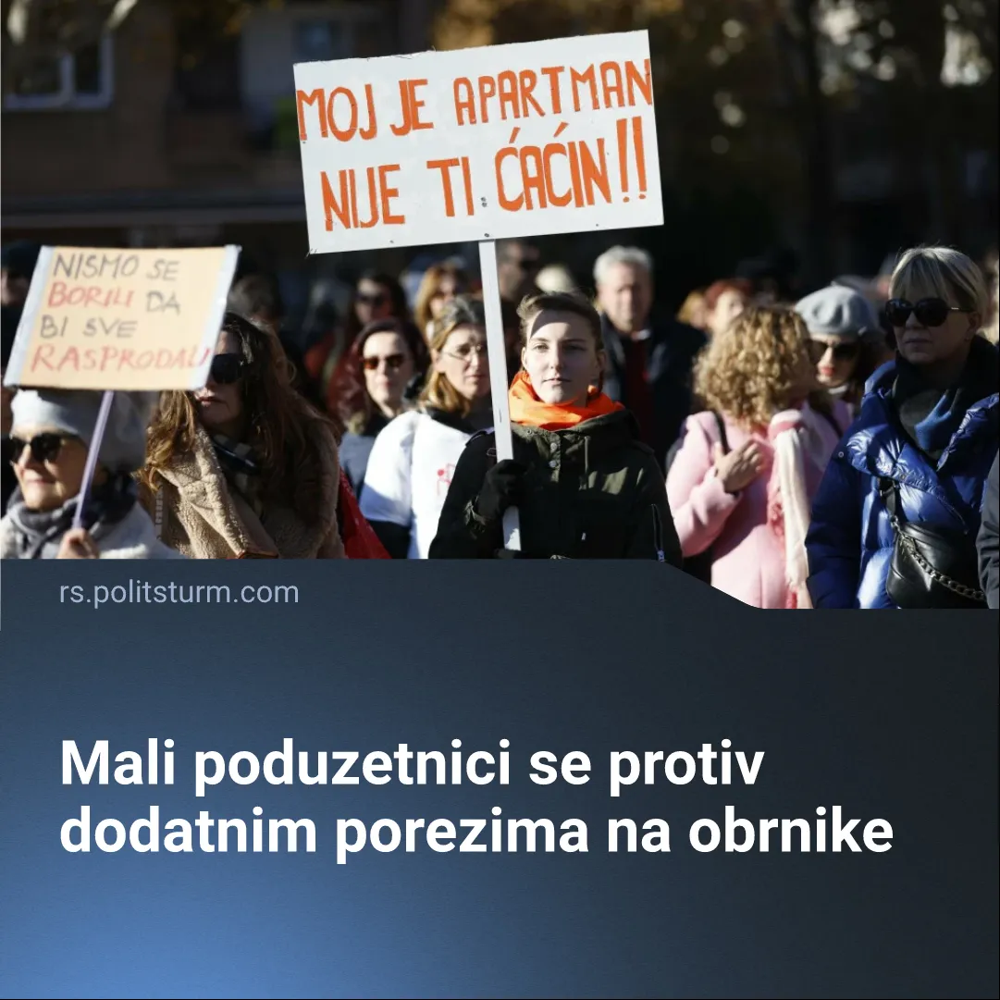 MOJ JE APARTMAN
NIJE TI ĆAĆIN!!
NISMO SE
BORILI DA
BI SVE
RASPRODALI
rs.politsturm.com
Mali poduzetnici se protiv
dodatnim porezima na obrnike